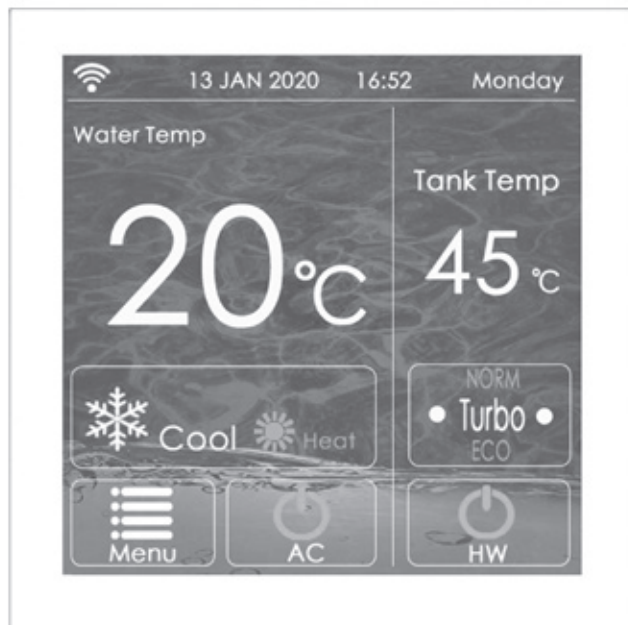 13 JAN 2020 16:52 Monday
Water Temp
20°C
Tank Temp
45°C
Cool Heat
NORM
Turbo
ECO
Menu
AC
HW